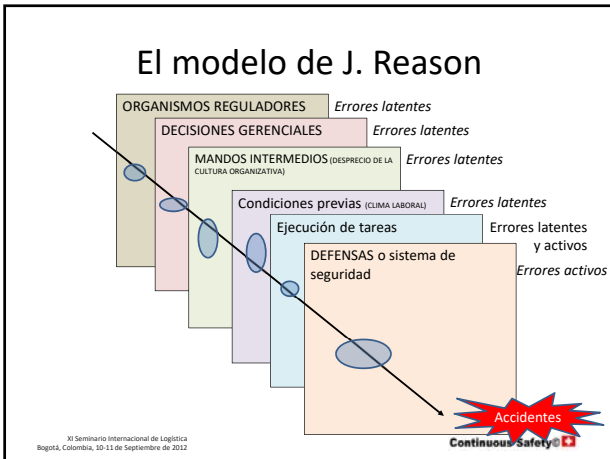 El modelo de J. Reason
ORGANISMOS REGULADORES
Errores latentes
DECISIONES GERENCIALES
Errores latentes
MANDOS INTERMEDIOS (DESPRECIO DE LA
CULTURA ORGANIZATIVA)
Errores latentes
Condiciones previas (CLIMA LABORAL)
Errores latentes
Ejecución de tareas
Errores latentes
y activos
DEFENSAS o sistema de
seguridad
Errores activos
Accidentes
XI Seminario Internacional de Logística
Bogotá, Colombia, 10-11 de Septiembre de 2012
Continuous Safety©